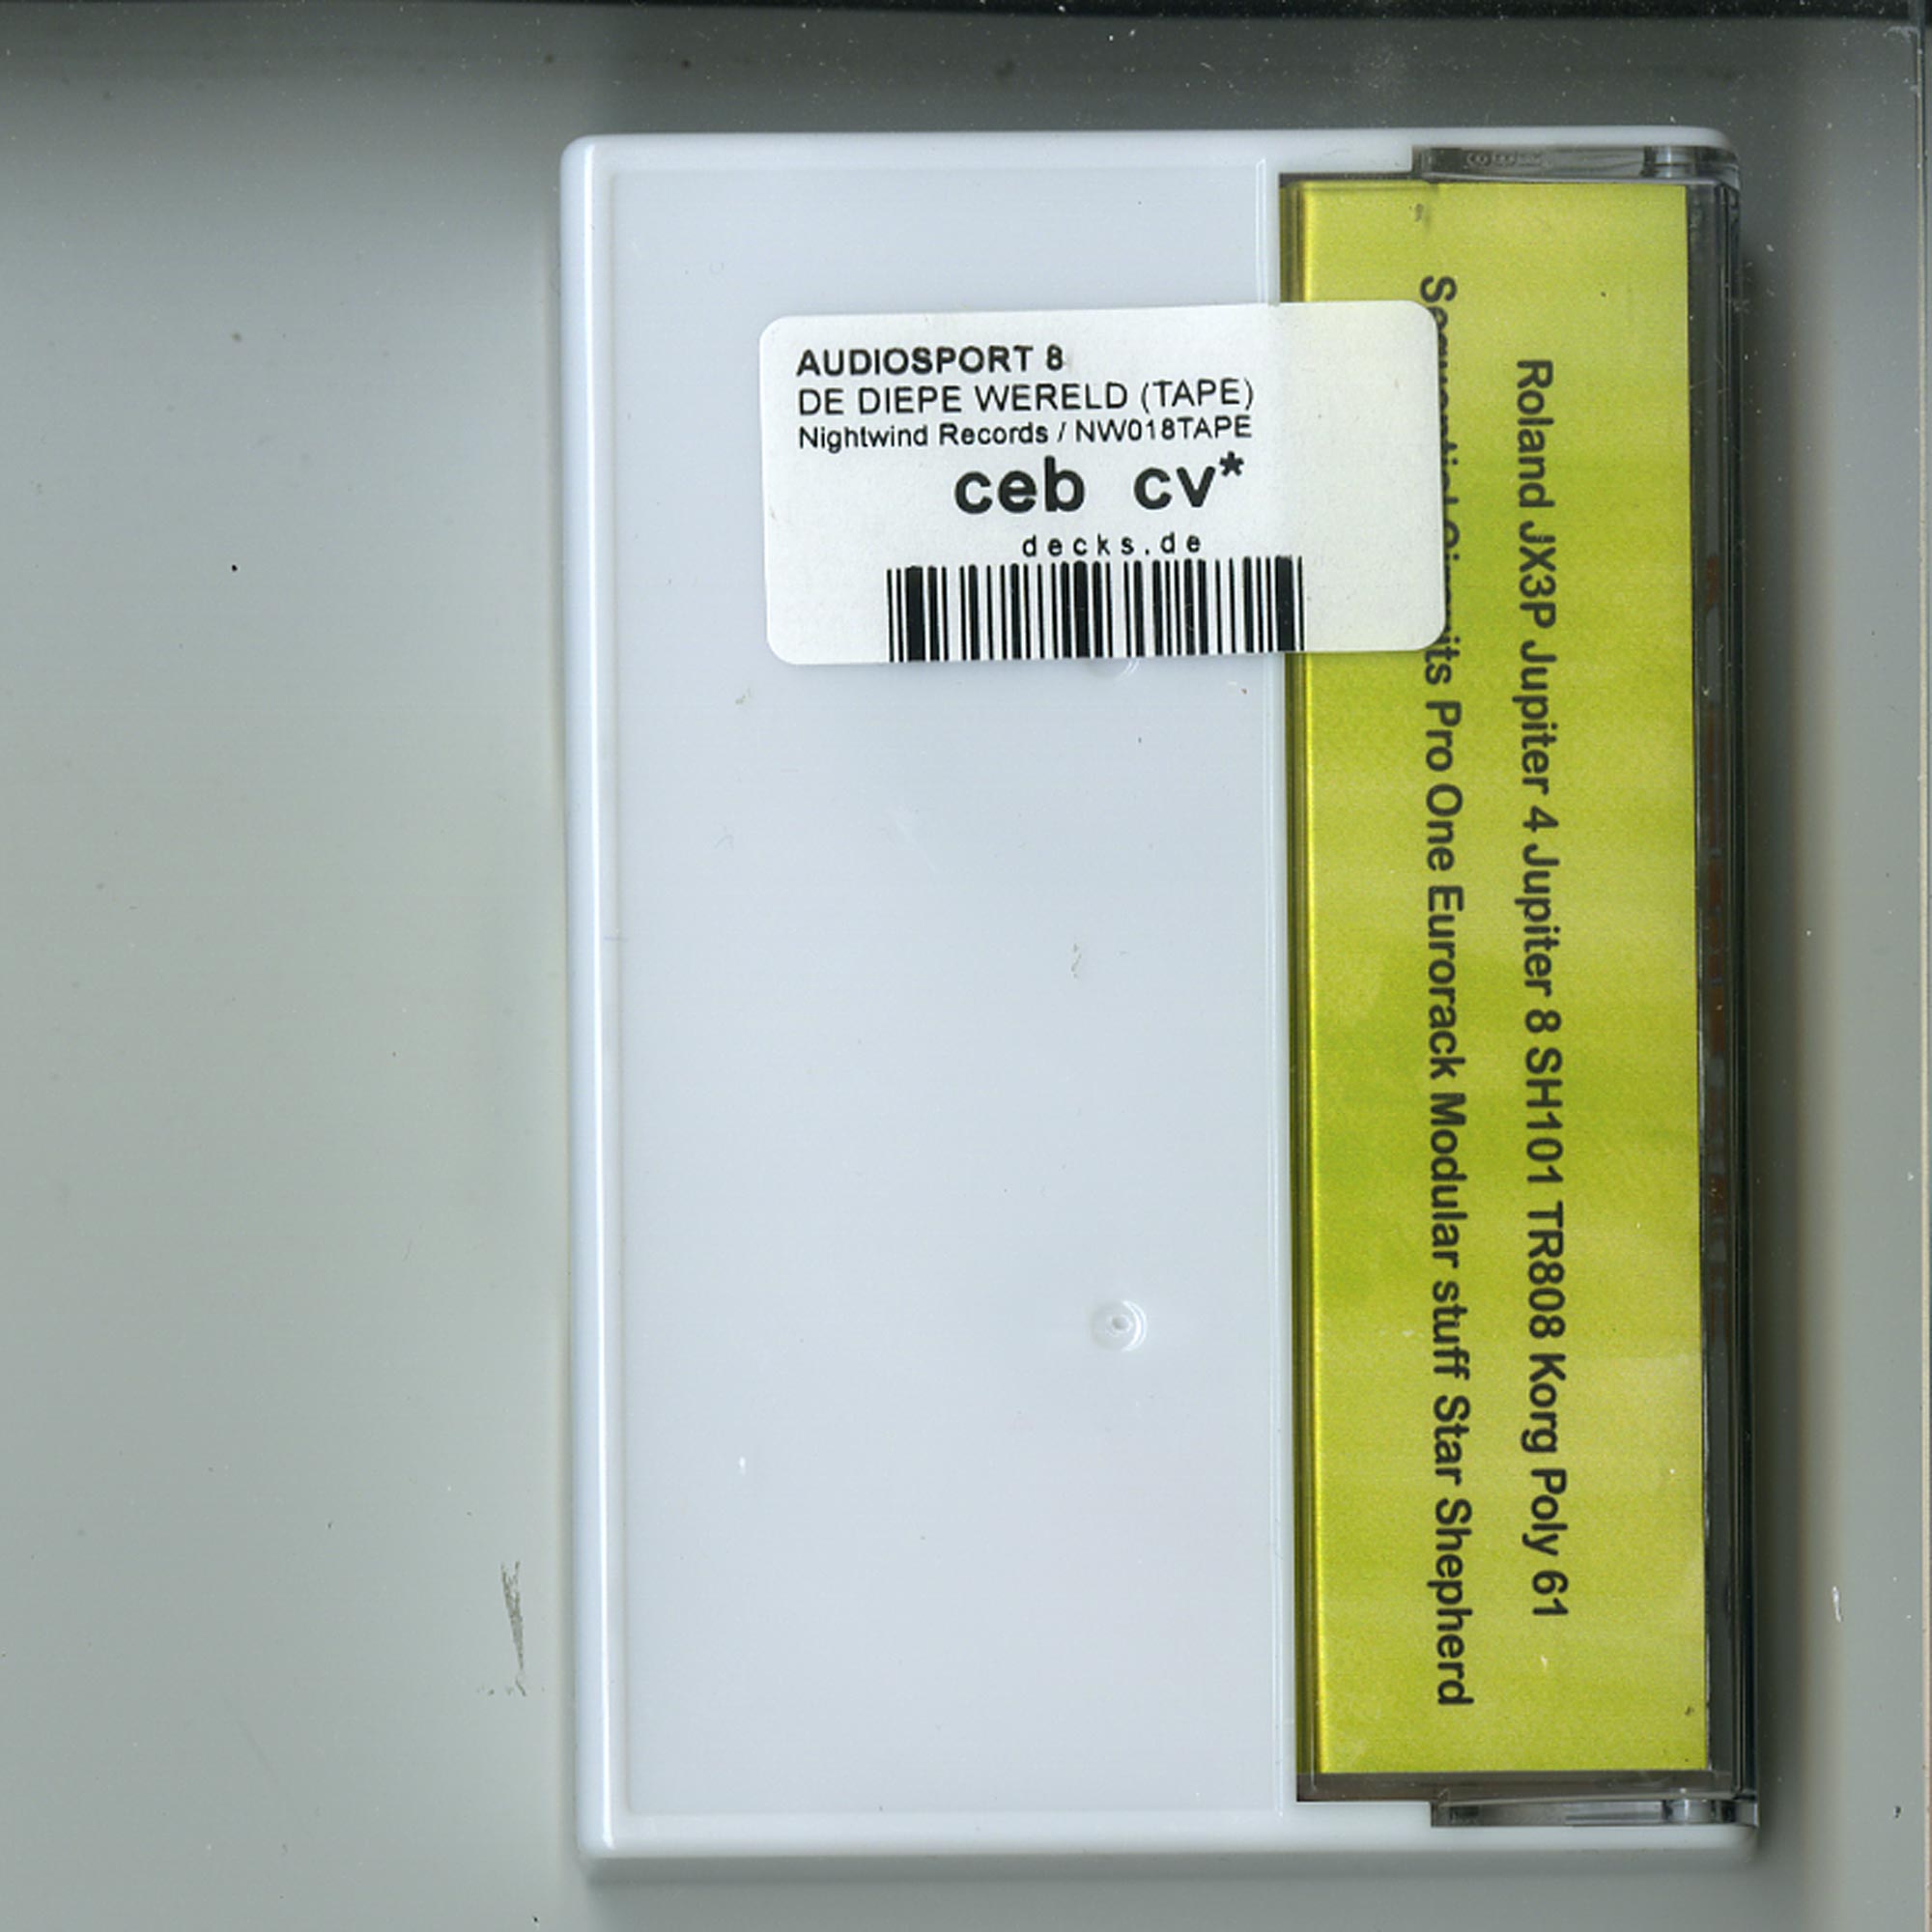 AUDIOSPORT 8
DE DIEPE WERELD (TAPE)
Nightwind Records / NW018TAPE
ceb cv*
decks.de
Roland JX3P Jupiter 4 Jupiter 8 SH101 TR808 Korg Poly 61
Pro One Eurorack Modular stuff Star Shepherd